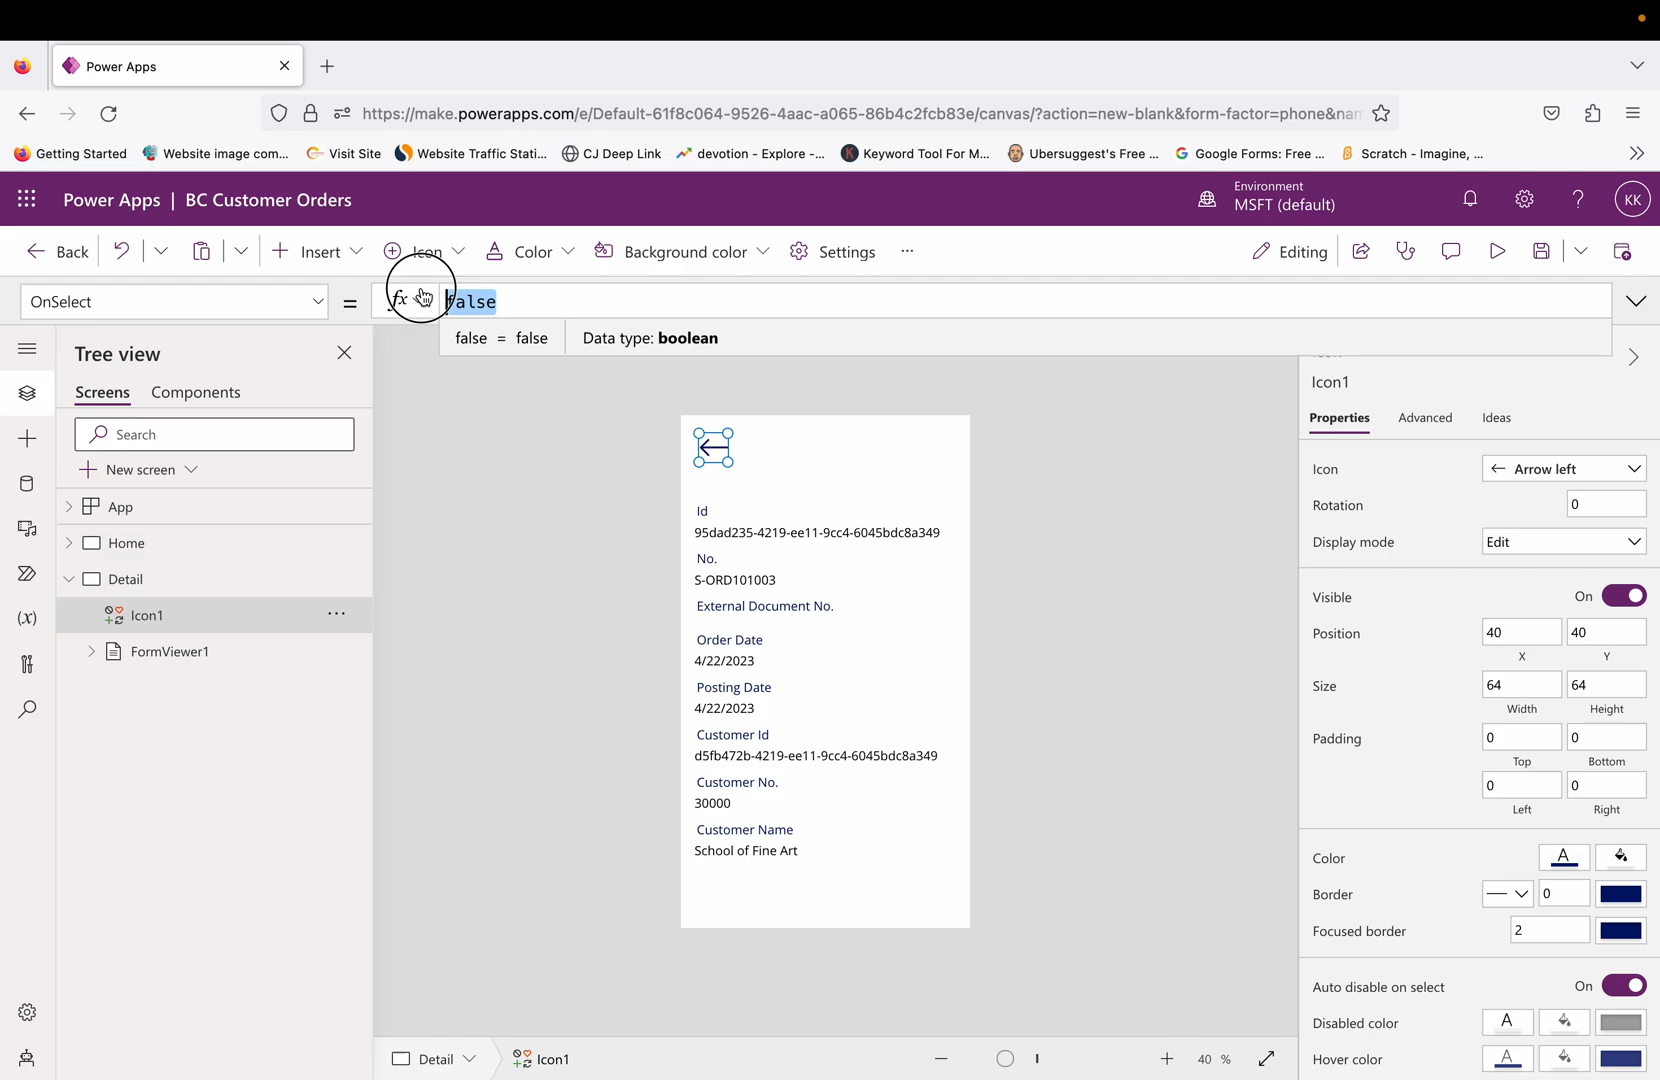 Power Apps
https://make.powerapps.com/e/Default-61f8c064-9526-4aac-a065-86b4c2fcb83e/canvas/?action=new-blank&form-factor=phone&nam
Getting Started
Website image com...
Visit Site
Website Traffic Stati...
CJ Deep Link
devotion - Explore -...
Keyword Tool For M...
Ubersuggest's Free ...
Google Forms: Free ...
Scratch - Imagine, ...
Power Apps | BC Customer Orders
Environment
MSFT (default)
KK
Back
Insert
Icon
Color
Background color
Settings
...
Editing
OnSelect
=
fx
false
false = false
Data type: boolean
Tree view
Screens
Components
Search
New screen
App
Home
Detail
Icon1
...
FormViewer1
Id
95dad235-4219-ee11-9cc4-6045bdc8a349
No.
S-ORD101003
External Document No.
Order Date
4/22/2023
Posting Date
4/22/2023
Customer Id
d5fb472b-4219-ee11-9cc4-6045bdc8a349
Customer No.
30000
Customer Name
School of Fine Art
Icon1
Properties
Advanced
Ideas
Icon
Arrow left
Rotation
0
Display mode
Edit
Visible
On
Position
40
40
X
Y
Size
64
64
Width
Height
Padding
0
0
Top
Bottom
0
0
Left
Right
Color
A
Border
0
Focused border
2
Auto disable on select
On
Disabled color
A
Hover color
A
Detail
Icon1
40 %